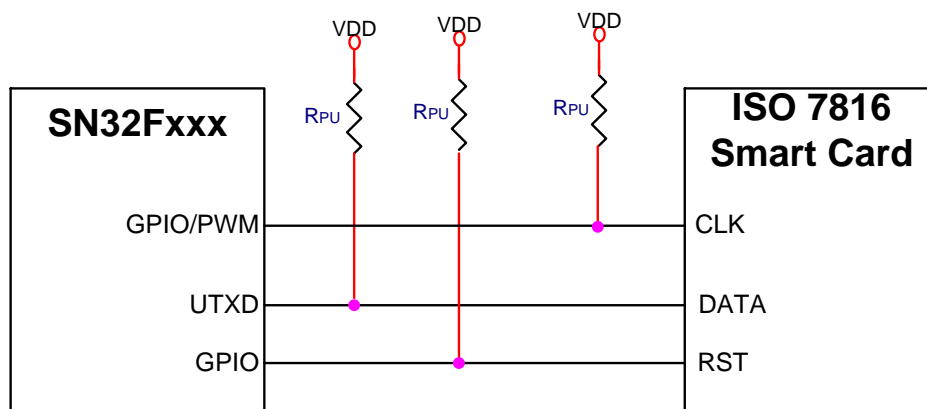 VDD VDD VDD
RPU RPU RPU
SN32Fxxx
ISO 7816
Smart Card
GPIO/PWM CLK
UTXD DATA
GPIO RST